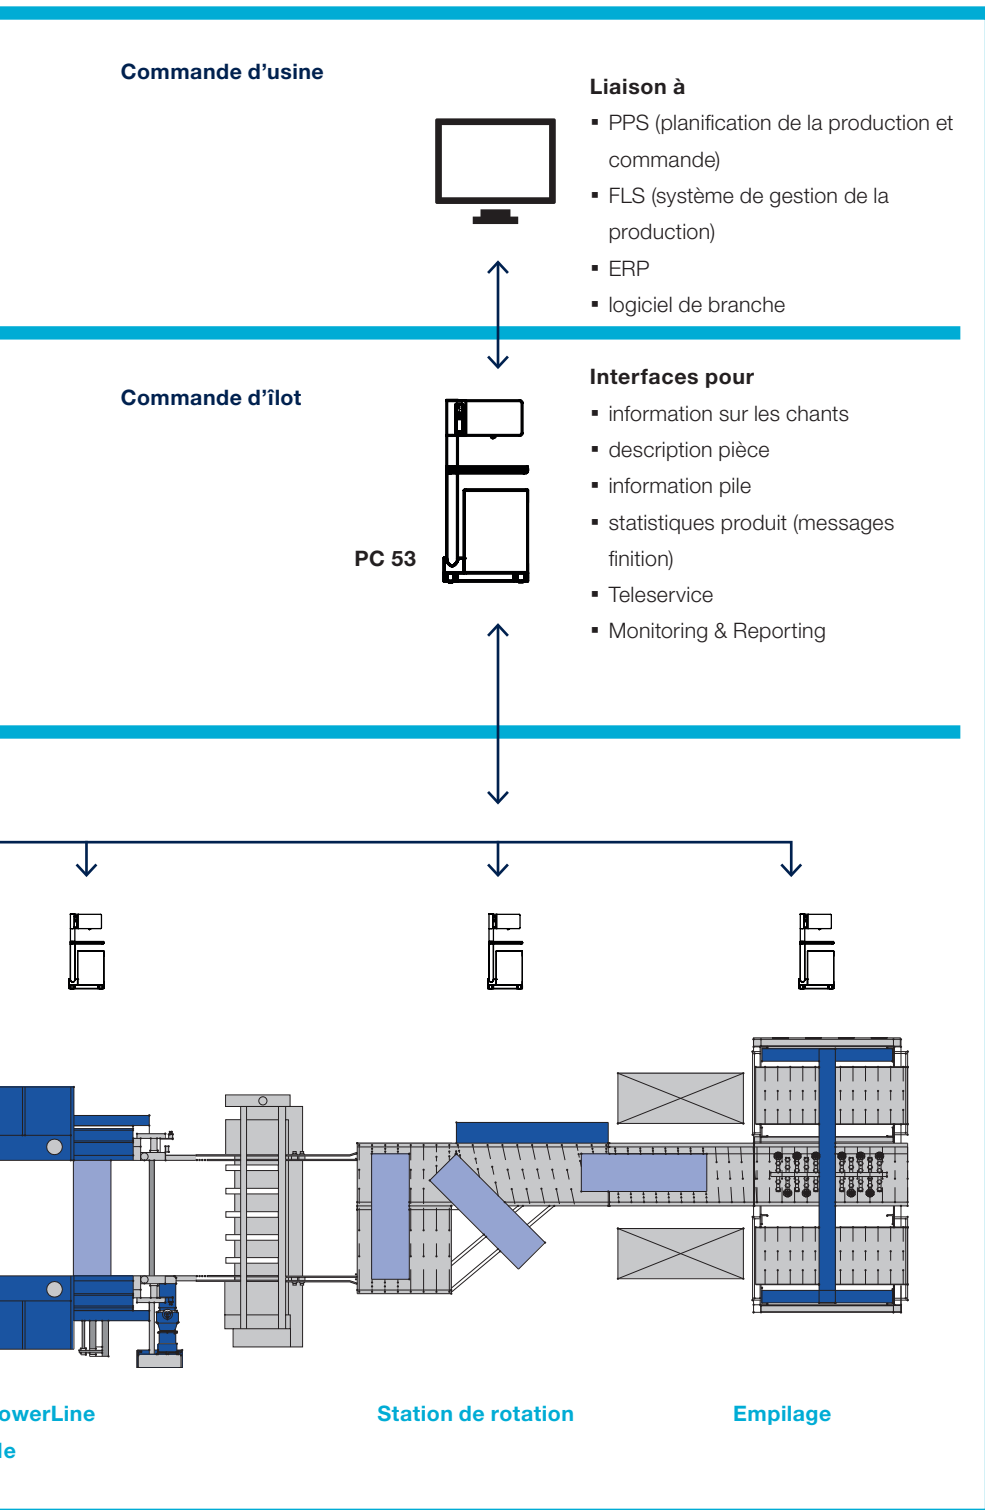 Commande d’usine
Liaison à
▪ PPS (planification de la production et
commande)
▪ FLS (système de gestion de la
production)
▪ ERP
▪ logiciel de branche
Commande d’îlot
Interfaces pour
▪ information sur les chants
▪ description pièce
▪ information pile
▪ statistiques produit (messages
finition)
▪ Teleservice
▪ Monitoring & Reporting
PC 53
owerLine
le
Station de rotation
Empilage